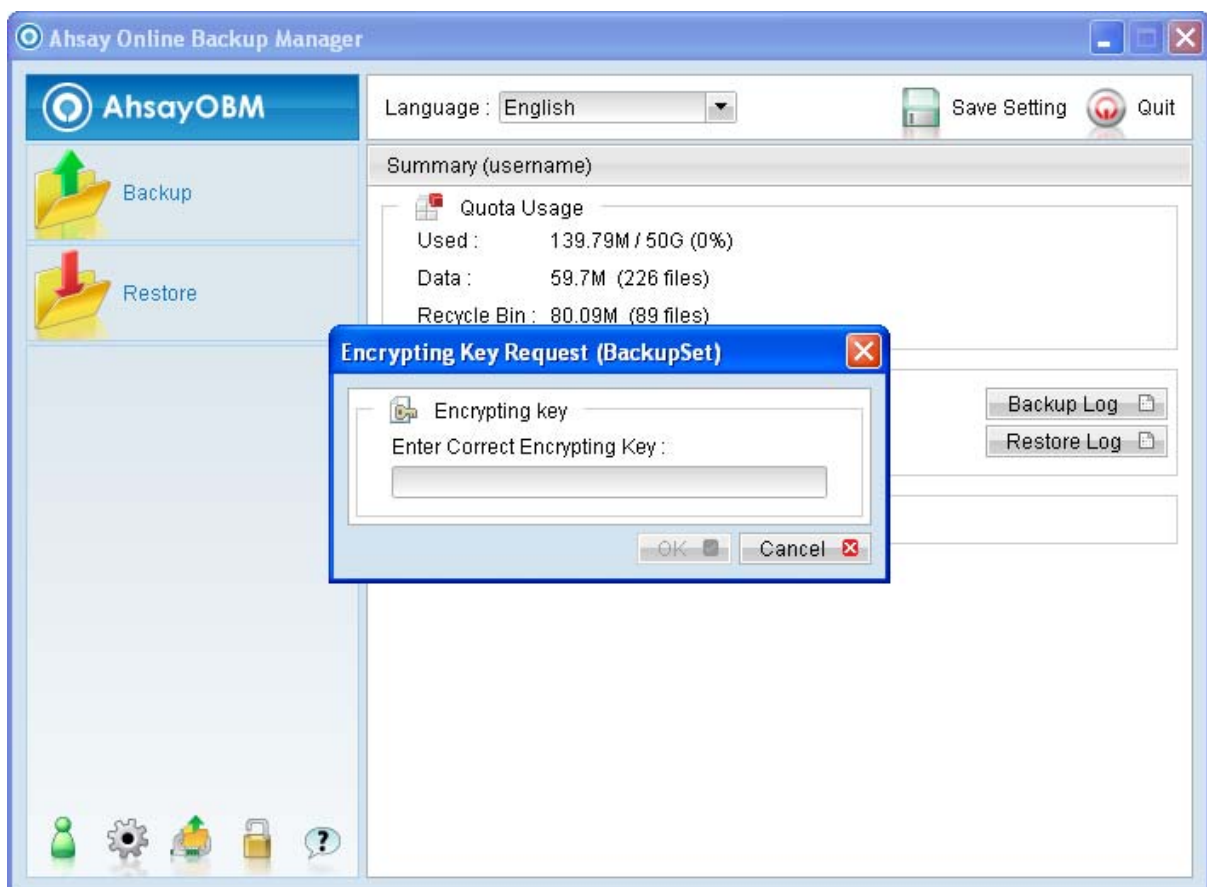 Ahsay Online Backup Manager
AhsayOBM
Backup
Restore
Language : English
Save Setting
Quit
Summary (username)
Quota Usage
Used : 139.79M / 50G (0%)
Data : 59.7M (226 files)
Recycle Bin : 80.09M (89 files)
Backup Log
Restore Log
Encrypting Key Request (BackupSet)
Encrypting key
Enter Correct Encrypting Key :
OK
Cancel
?